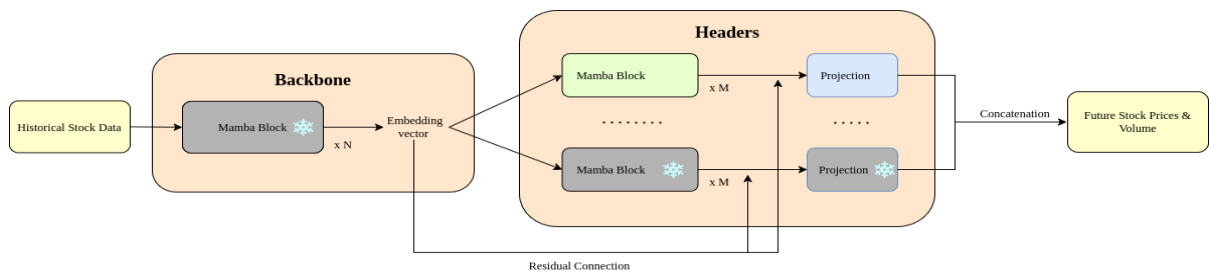 Headers
Backbone
Historical Stock Data
Mamba Block
x N
Embedding
vector
Mamba Block
x M
Projection
Mamba Block
x M
Projection
Concatenation
Future Stock Prices &
Volume
Residual Connection